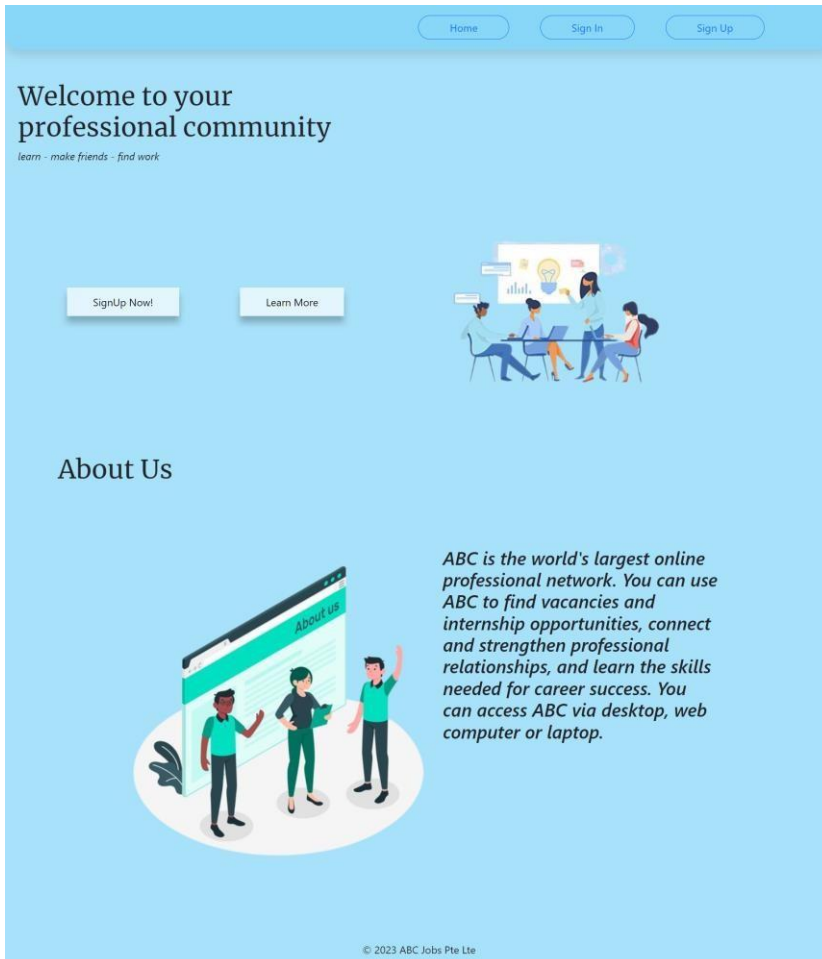 Home
Sign In
Sign Up
Welcome to your
professional community
learn - make friends - find work
SignUp Now!
Learn More
About Us
About us
ABC is the world's largest online
professional network. You can use
ABC to find vacancies and
internship opportunities, connect
and strengthen professional
relationships, and learn the skills
needed for career success. You
can access ABC via desktop, web
computer or laptop.
© 2023 ABC Jobs Pte Lte